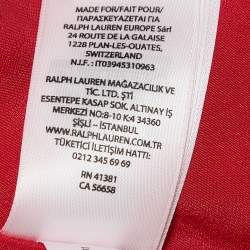 MADE FOR/FAIT POUR/
ΠΑΡΑΣΚΕΥΑΖΕΤΑΙ ΓΙΑ
RALPH LAUREN EUROPE Sàrl
24 ROUTE DE LA GALAISE
1228 PLAN-LES-OUATES,
SWITZERLAND
N.I.F. : IT03945310963
RALPH LAUREN MAĞAZACILIK VE
TİC. LTD. ŞTİ
ESENTEPE KASAP SOK. ALTINAY İŞ
MERKEZİ NO:8-10 K:4 34360
ŞİŞLİ – İSTANBUL
WWW.RALPHLAUREN.COM
TÜKETİCİ İLETİŞİM HATTI:
0212 345 69 69
RN 41381
CA 56658